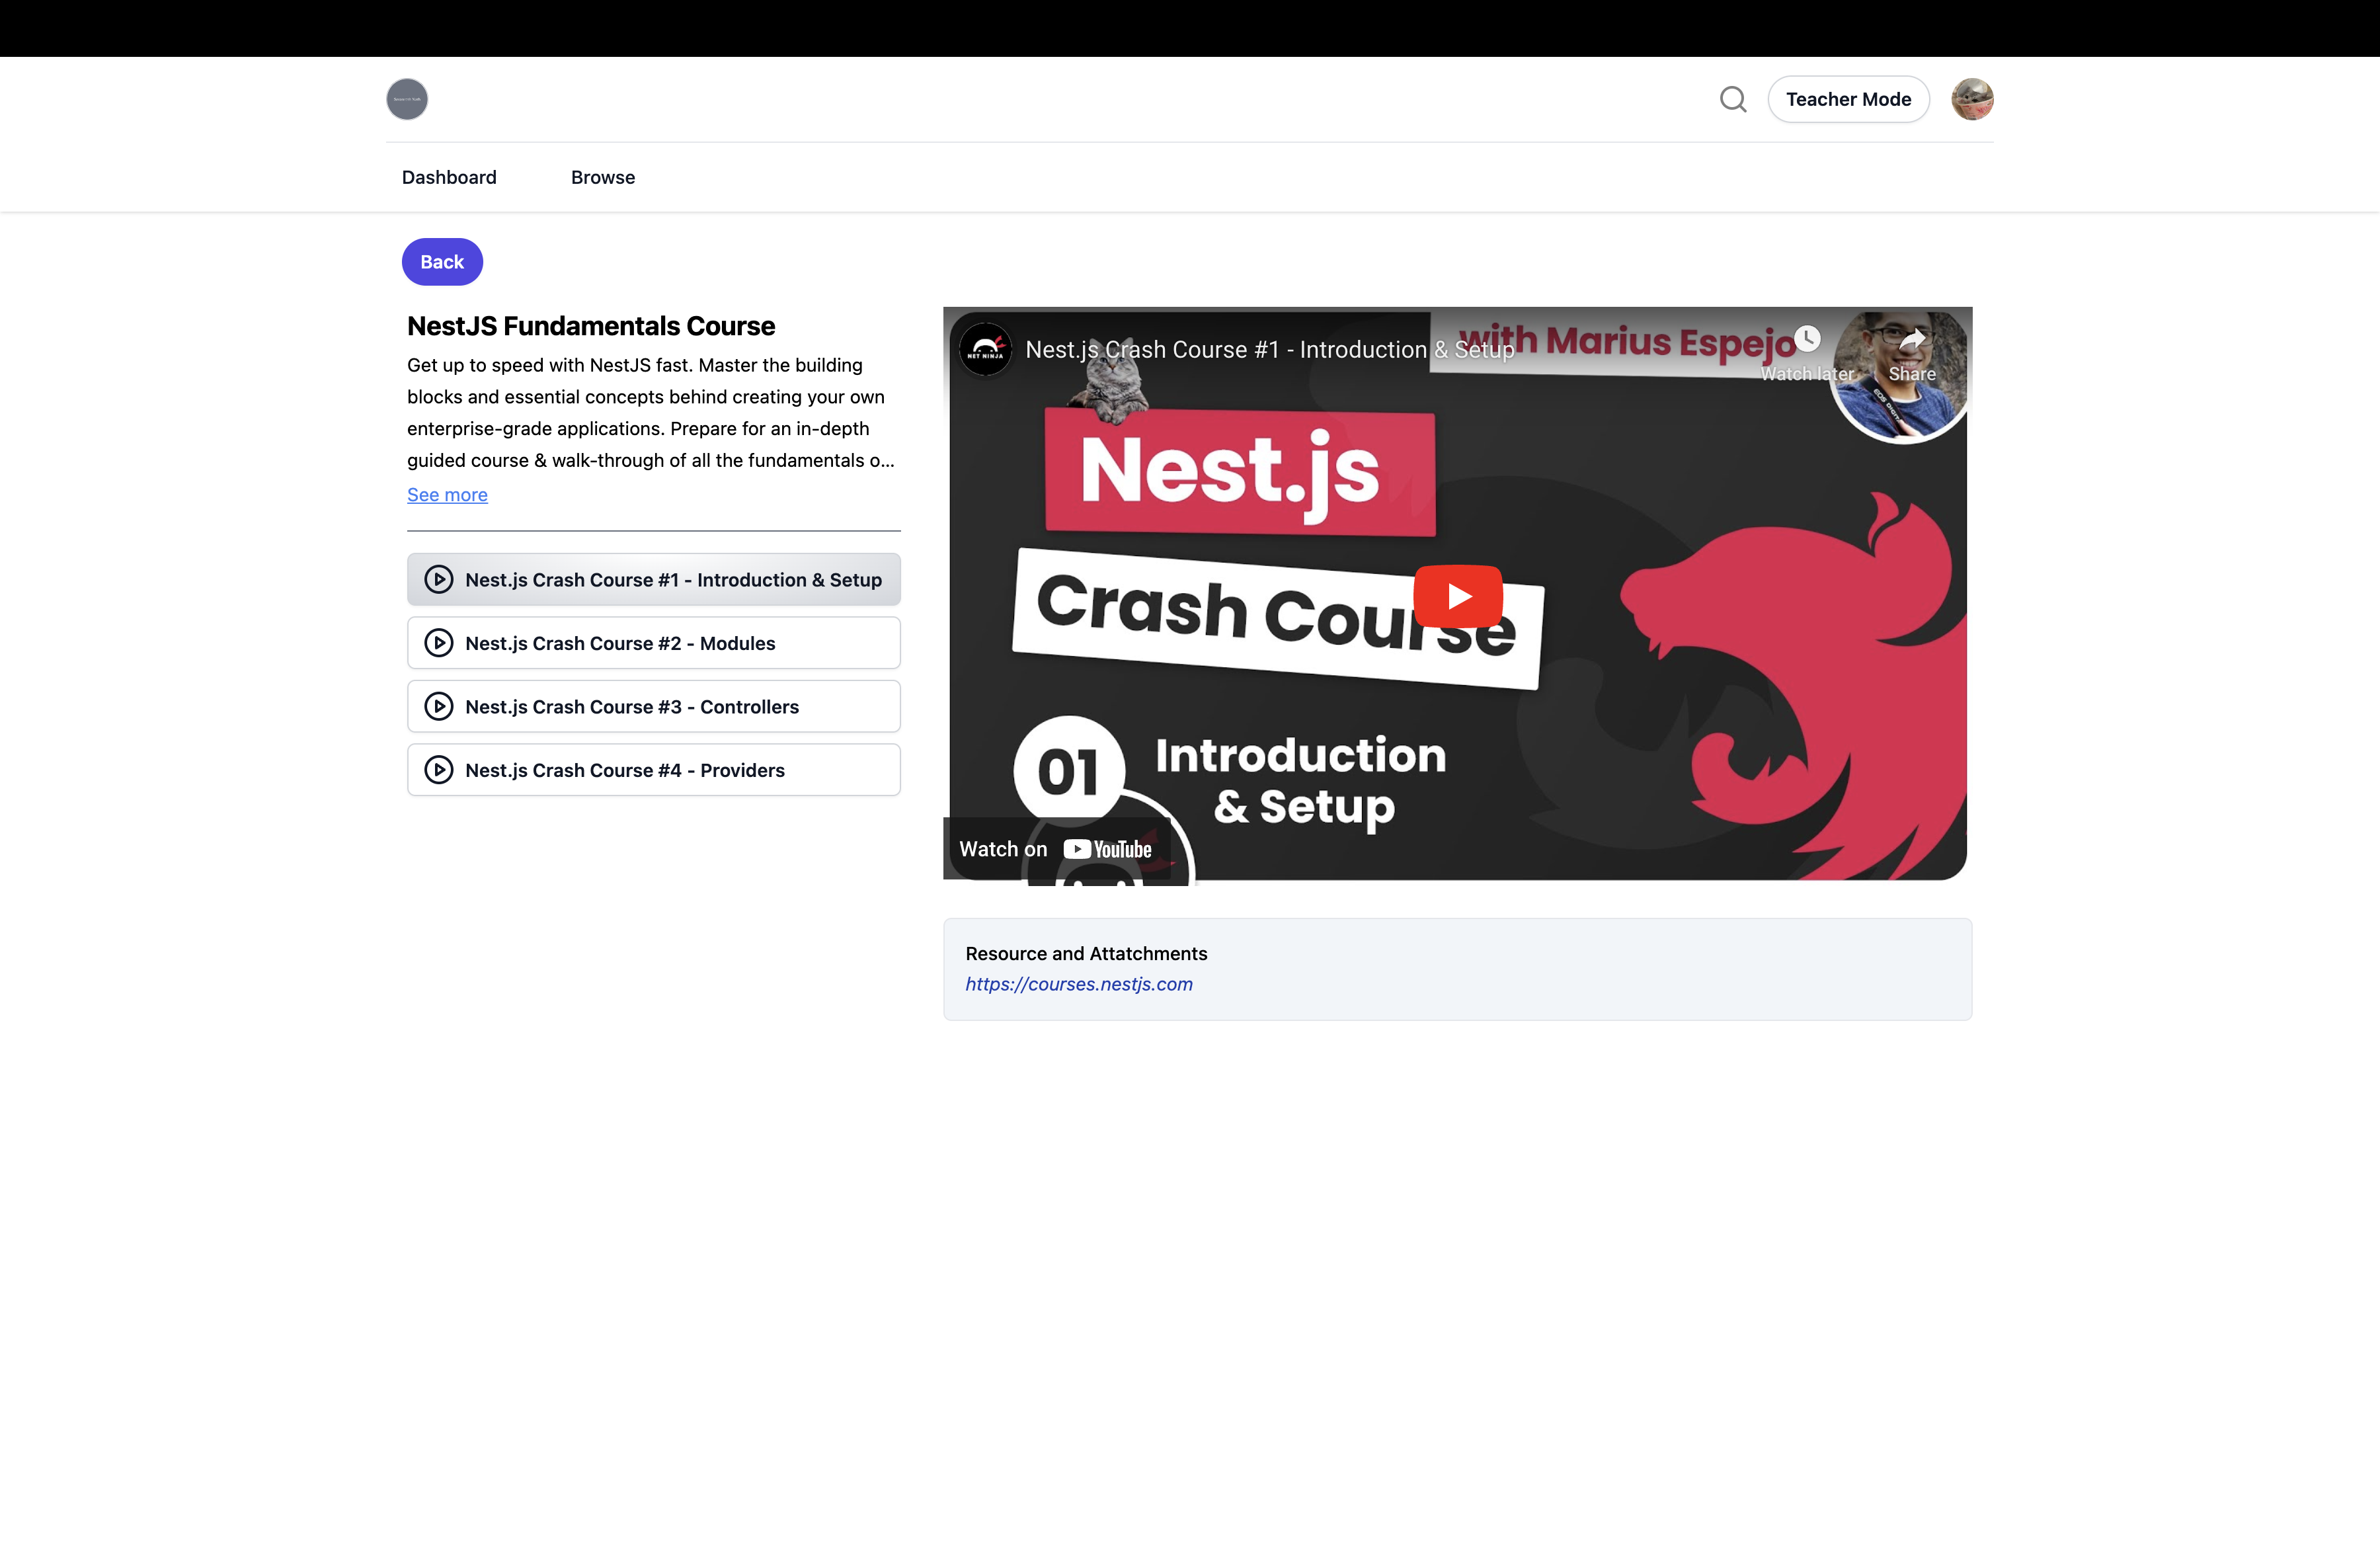 Teacher Mode
Dashboard
Browse
Back
NestJS Fundamentals Course
Get up to speed with NestJS fast. Master the building
blocks and essential concepts behind creating your own
enterprise-grade applications. Prepare for an in-depth
guided course & walk-through of all the fundamentals o...
See more
Nest.js Crash Course #1 - Introduction & Setup
Nest.js Crash Course #2 - Modules
Nest.js Crash Course #3 - Controllers
Nest.js Crash Course #4 - Providers
NET NINJA
Nest.js Crash Course #1 - Introduction & Setup
with Marius Espejo
Watch later
Share
EOS DIGITAL
Nest.js
Crash Course
01
Introduction
& Setup
Watch on YouTube
Resource and Attatchments
https://courses.nestjs.com